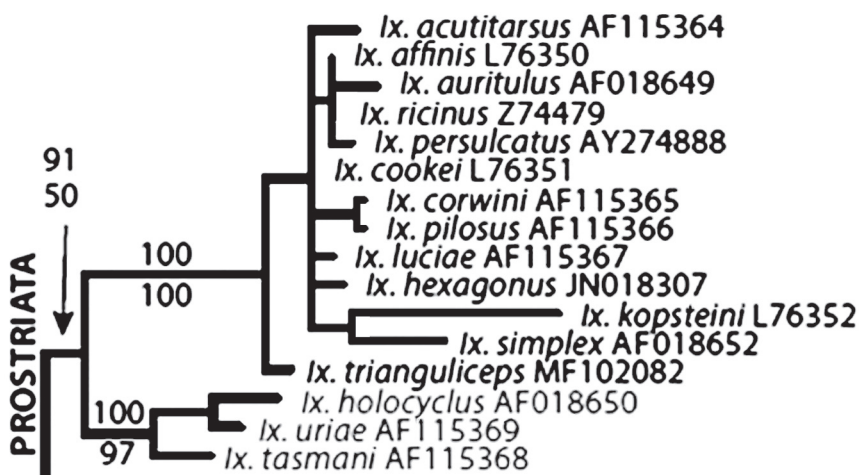 Ix. acutitarsus AF115364
Ix. affinis L76350
Ix. auritulus AF018649
Ix. ricinus Z74479
Ix. persulcatus AY274888
Ix. cookei L76351
Ix. corwini AF115365
Ix. pilosus AF115366
Ix. luciae AF115367
Ix. hexagonus JN018307
Ix. kopsteini L76352
Ix. simplex AF018652
Ix. trianguliceps MF102082
Ix. holocyclus AF018650
Ix. uriae AF115369
Ix. tasmani AF115368
91
50
100
100
100
97
PROSTRIATA